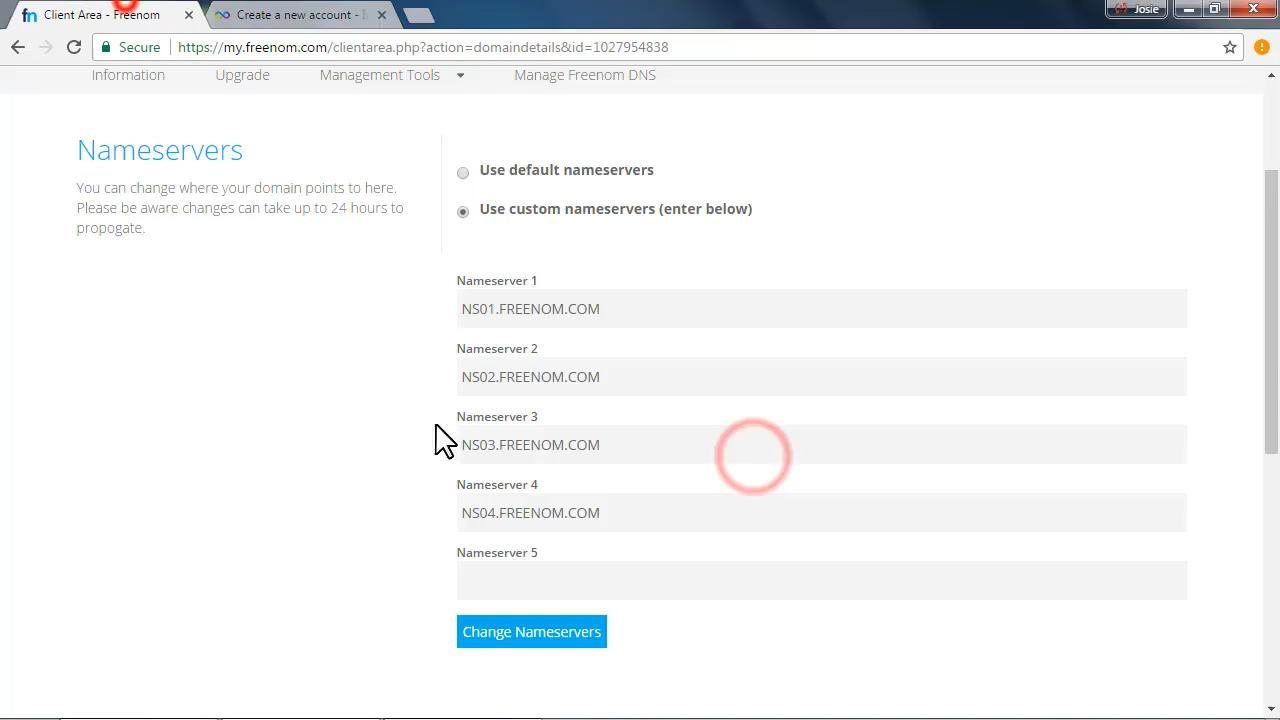 Client Area - Freenom
Create a new account -
Josie
Secure
https://my.freenom.com/clientarea.php?action=domaindetails&id=1027954838
Information
Upgrade
Management Tools
Manage Freenom DNS
Nameservers
You can change where your domain points to here.
Please be aware changes can take up to 24 hours to
propogate.
Use default nameservers
Use custom nameservers (enter below)
Nameserver 1
NS01.FREENOM.COM
Nameserver 2
NS02.FREENOM.COM
Nameserver 3
NS03.FREENOM.COM
Nameserver 4
NS04.FREENOM.COM
Nameserver 5
Change Nameservers